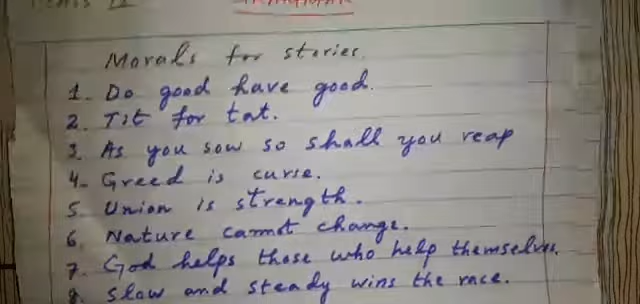 Morals for stories.
1. Do good have good.
2. Tit for tat.
3. As you sow so shall you reap
4. Greed is curse.
5. Union is strength.
6. Nature cannot change.
7. God helps those who help themselves.
8. Slow and steady wins the race.